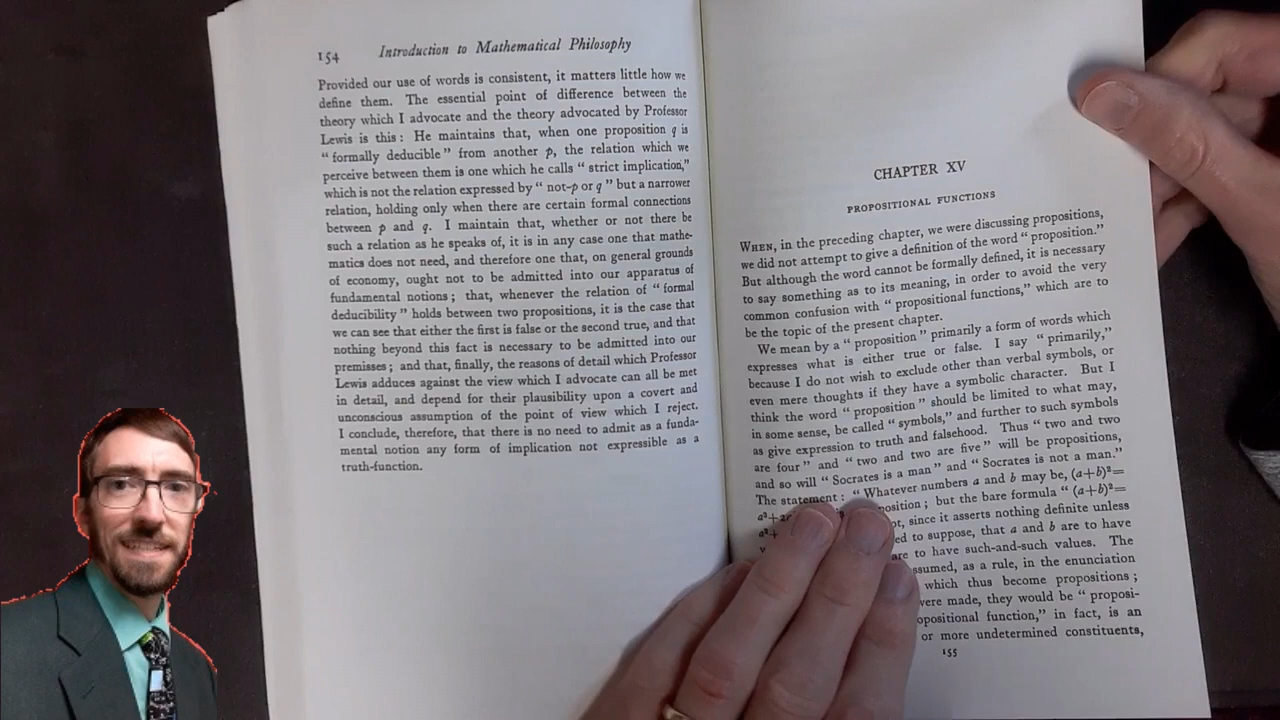 154 Introduction to Mathematical Philosophy
Provided our use of words is consistent, it matters little how we
define them. The essential point of difference between the
theory which I advocate and the theory advocated by Professor
Lewis is this : He maintains that, when one proposition q is
“ formally deducible ” from another p, the relation which we
perceive between them is one which he calls “ strict implication,”
which is not the relation expressed by “ not-p or q ” but a narrower
relation, holding only when there are certain formal connections
between p and q. I maintain that, whether or not there be
such a relation as he speaks of, it is in any case one that mathe-
matics does not need, and therefore one that, on general grounds
of economy, ought not to be admitted into our apparatus of
fundamental notions ; that, whenever the relation of “ formal
deducibility ” holds between two propositions, it is the case that
we can see that either the first is false or the second true, and that
nothing beyond this fact is necessary to be admitted into our
premisses ; and that, finally, the reasons of detail which Professor
Lewis adduces against the view which I advocate can all be met
in detail, and depend for their plausibility upon a covert and
unconscious assumption of the point of view which I reject.
I conclude, therefore, that there is no need to admit as a funda-
mental notion any form of implication not expressible as a
truth-function.
CHAPTER XV
PROPOSITIONAL FUNCTIONS
WHEN, in the preceding chapter, we were discussing propositions,
we did not attempt to give a definition of the word “ proposition.”
But although the word cannot be formally defined, it is necessary
to say something as to its meaning, in order to avoid the very
common confusion with “ propositional functions,” which are to
be the topic of the present chapter.
We mean by a “ proposition ” primarily a form of words which
expresses what is either true or false. I say “ primarily,”
because I do not wish to exclude other than verbal symbols, or
even mere thoughts if they have a symbolic character. But I
think the word “ proposition ” should be limited to what may,
in some sense, be called “ symbols,” and further to such symbols
as give expression to truth and falsehood. Thus “ two and two
are four ” and “ two and two are five ” will be propositions,
and so will “ Socrates is a man ” and “ Socrates is not a man.”
The statement : “ Whatever numbers a and b may be, (a+b)²=
a²+2 osition ; but the bare formula “ (a+b)²=
a²+ pt, since it asserts nothing definite unless
ed to suppose, that a and b are to have
are to have such-and-such values. The
ssumed, as a rule, in the enunciation
which thus become propositions ;
were made, they would be “ proposi-
opositional function,” in fact, is an
or more undetermined constituents,
155